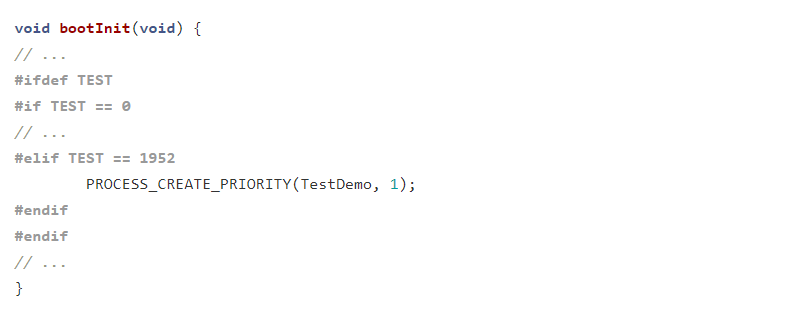 void bootInit(void) {
// ...
#ifdef TEST
#if TEST == 0
// ...
#elif TEST == 1952
        PROCESS_CREATE_PRIORITY(TestDemo, 1);
#endif
#endif
// ...
}